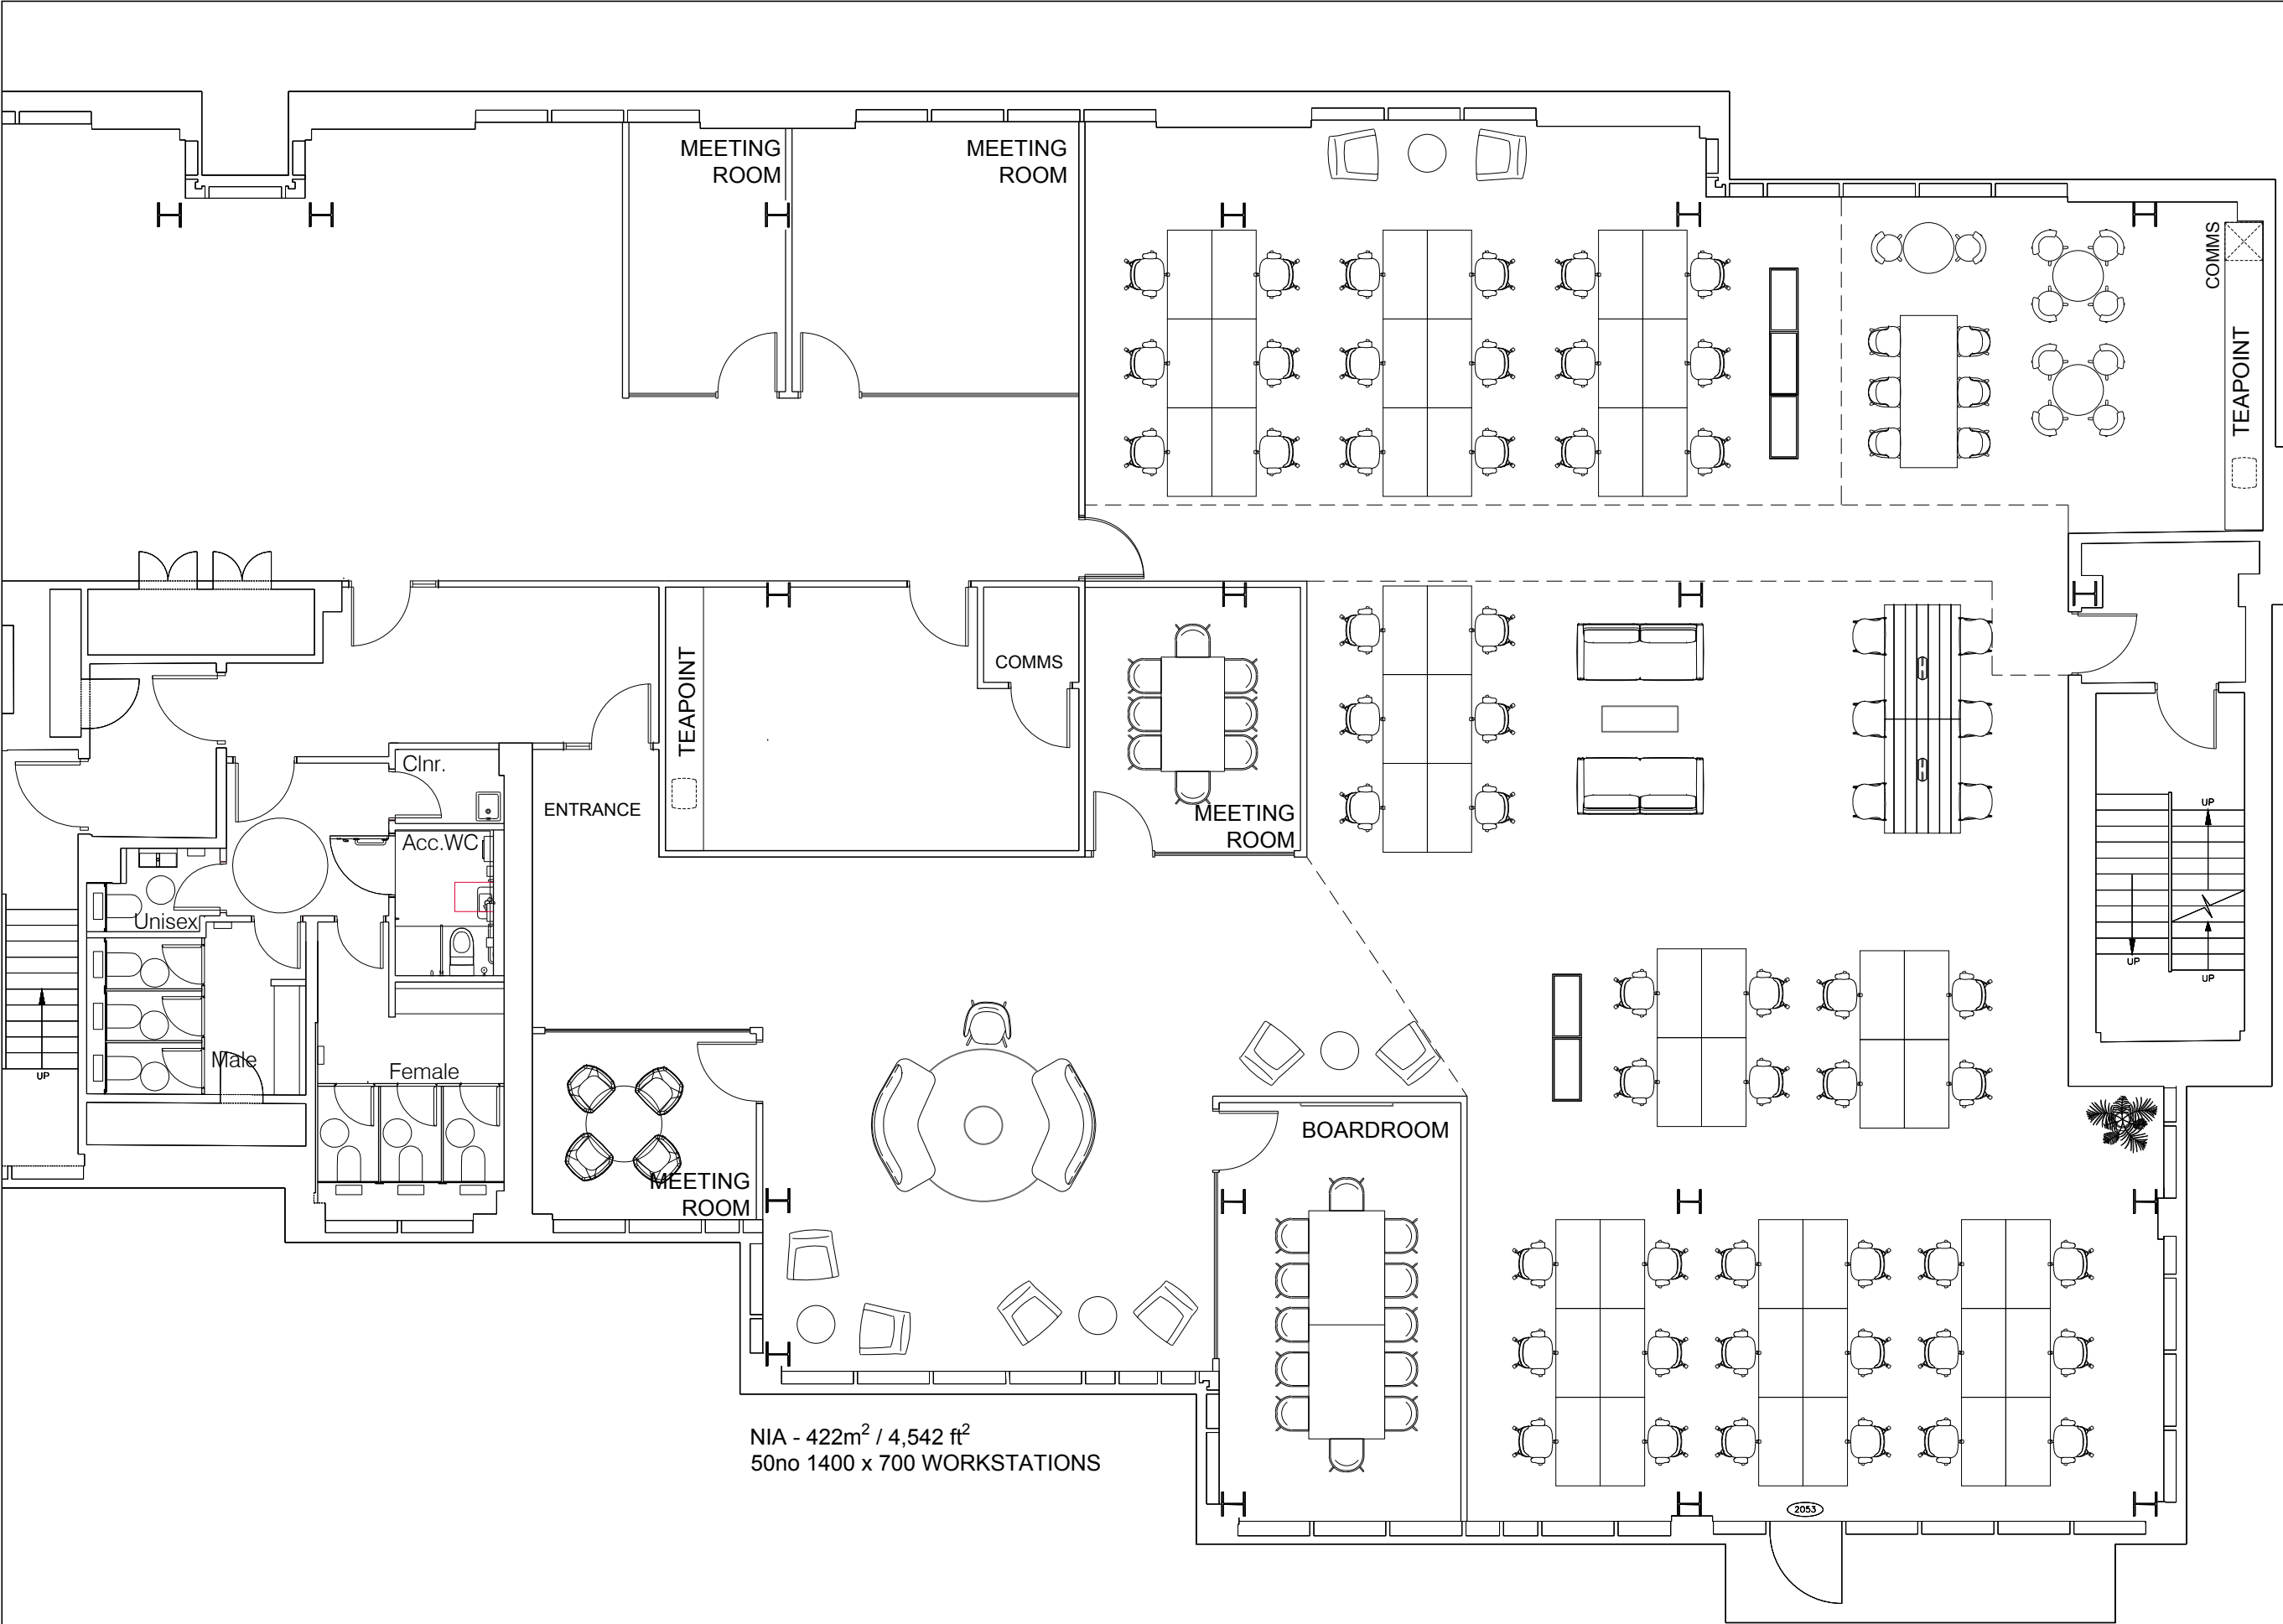 MEETING
ROOM
MEETING
ROOM
COMMS
TEAPOINT
COMMS
TEAPOINT
Clnr.
ENTRANCE
MEETING
ROOM
Acc.WC
Unisex
Male
Female
UP
UP
UP
UP
UP
BOARDROOM
MEETING
ROOM
NIA - 422m² / 4,542 ft²
50no 1400 x 700 WORKSTATIONS
2053